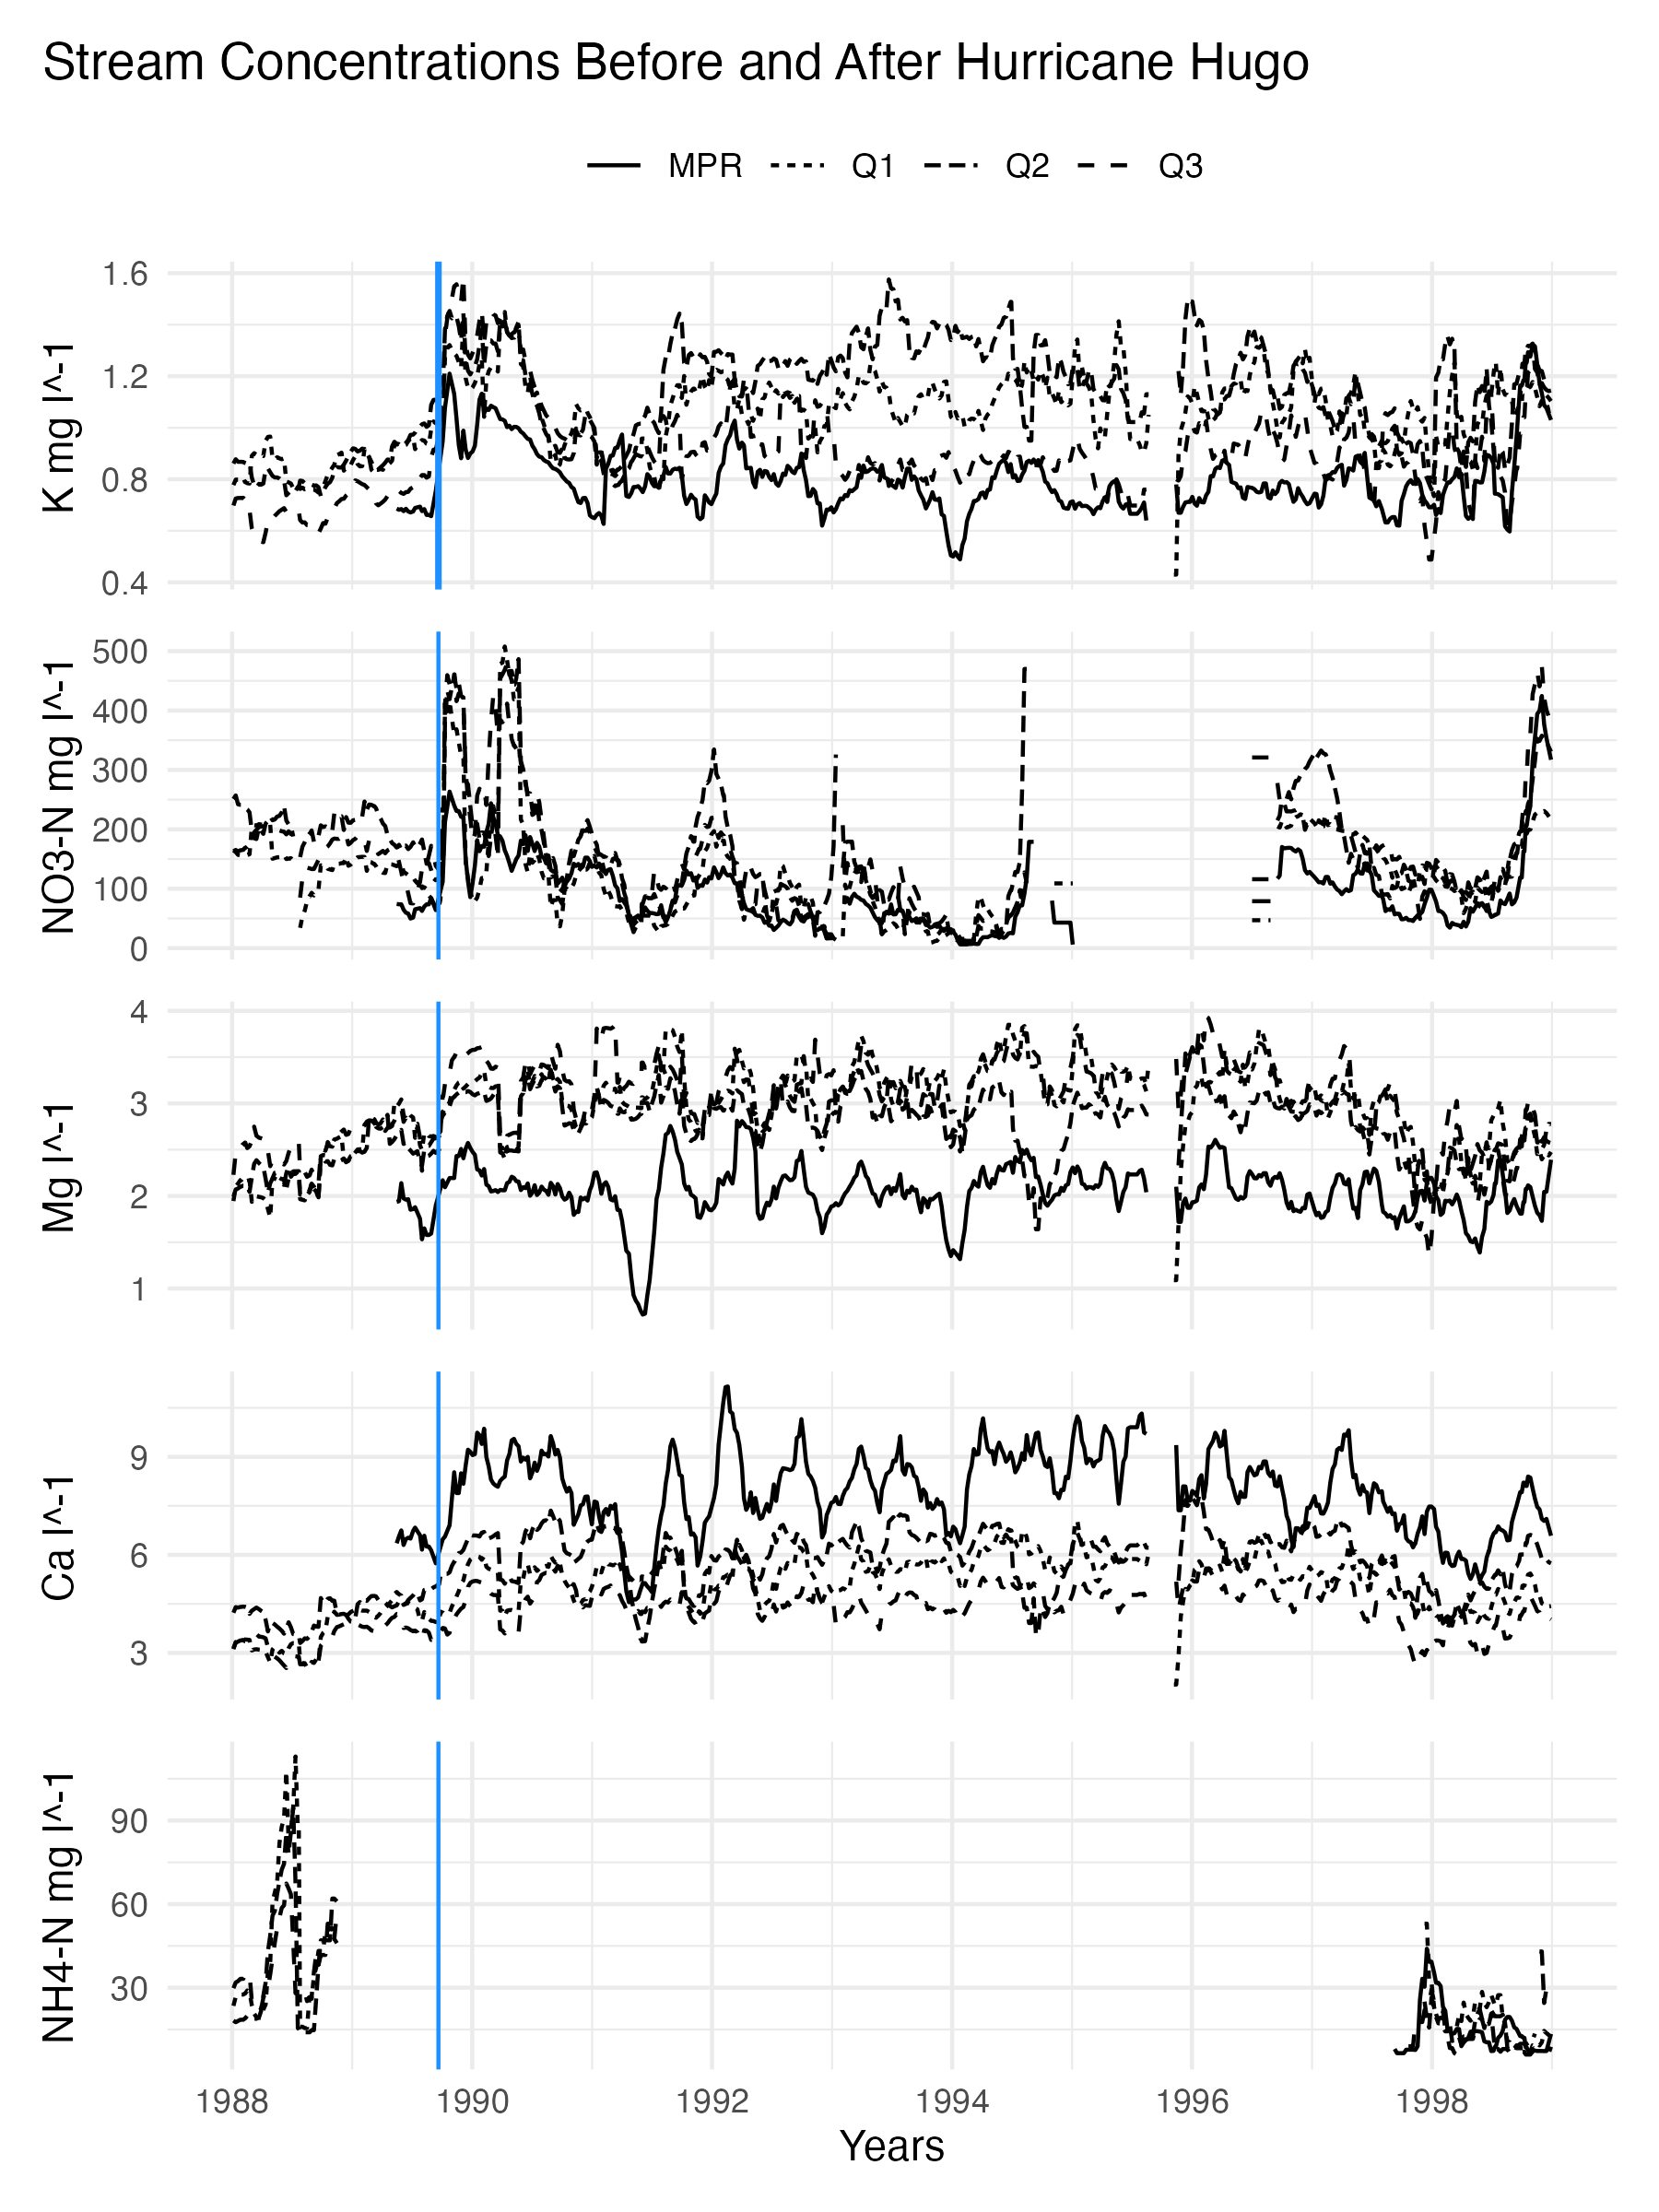 Stream Concentrations Before and After Hurricane Hugo
MPR Q1 Q2 Q3
K mg l^-1
1.6
1.2
0.8
0.4
NO3-N mg l^-1
500
400
300
200
100
0
Mg l^-1
4
3
2
1
Ca l^-1
9
6
3
NH4-N mg l^-1
90
60
30
1988 1990 1992 1994 1996 1998
Years